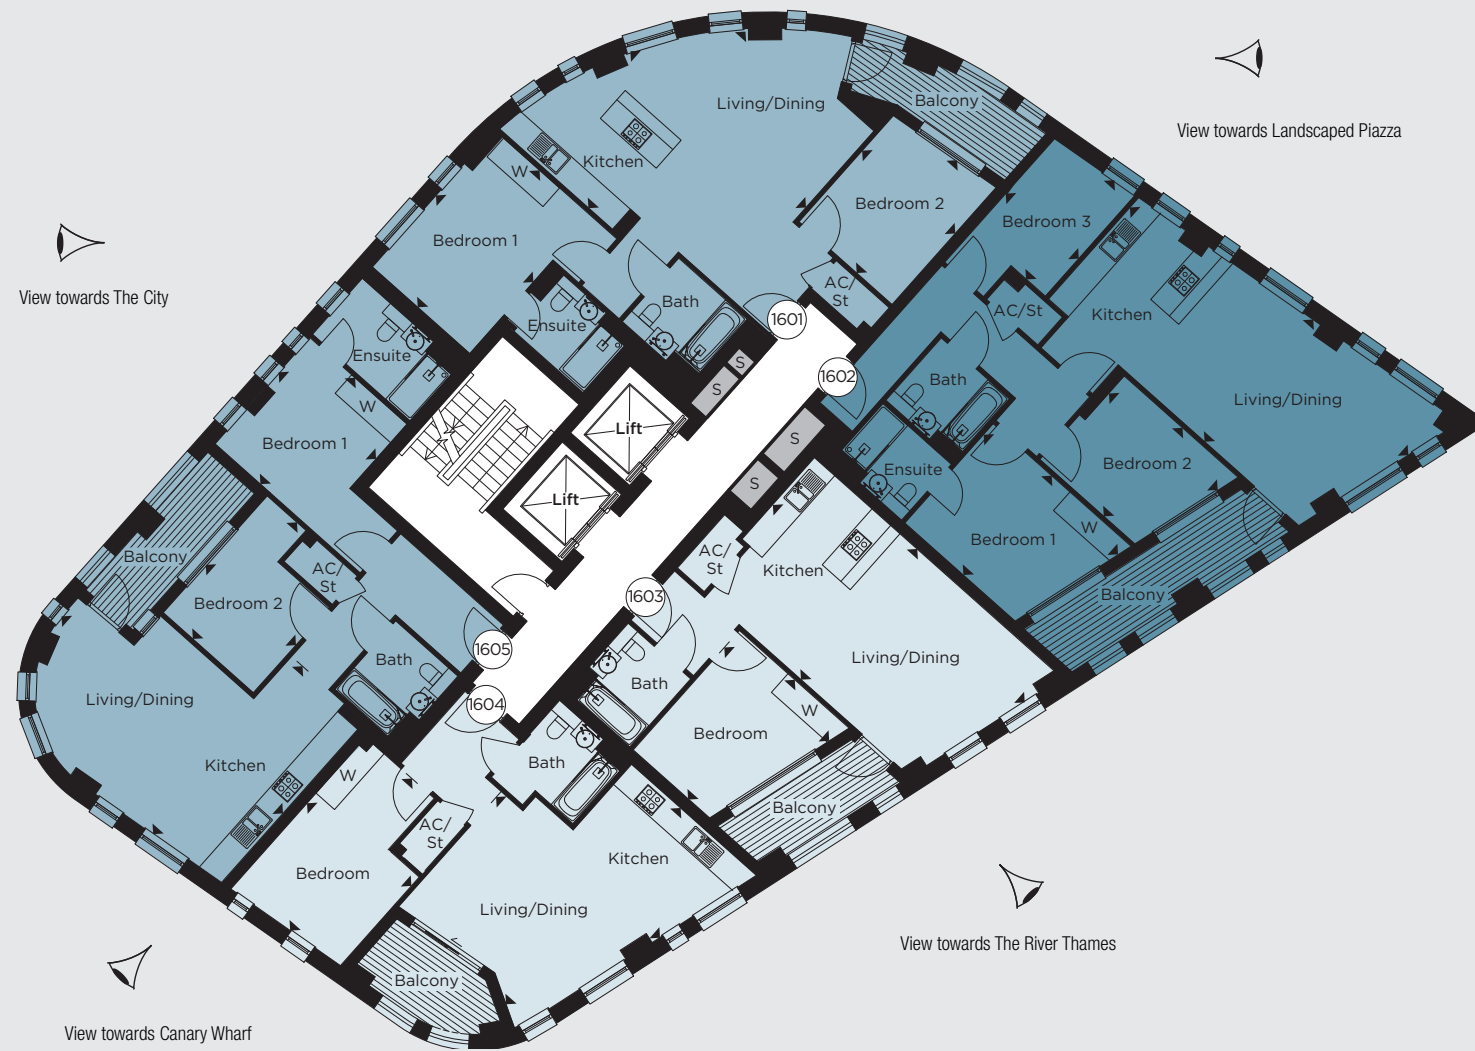 View towards Landscaped Piazza
View towards The City
View towards The River Thames
View towards Canary Wharf
Living/Dining
Kitchen
Balcony
Bedroom 2
W
Bedroom 1
Ensuite
Bath
AC/
St
1601
Bedroom 3
AC/St
Kitchen
Living/Dining
Bath
Ensuite
Bedroom 2
Bedroom 1
W
Balcony
1602
S
S
S
S
Lift
Lift
AC/
St
Kitchen
Living/Dining
1603
Bath
Bedroom
W
Balcony
1604
Bath
W
AC/
St
Bedroom
Kitchen
Living/Dining
Balcony
1605
Ensuite
W
Bedroom 1
Balcony
AC/
St
Bedroom 2
Bath
Living/Dining
Kitchen